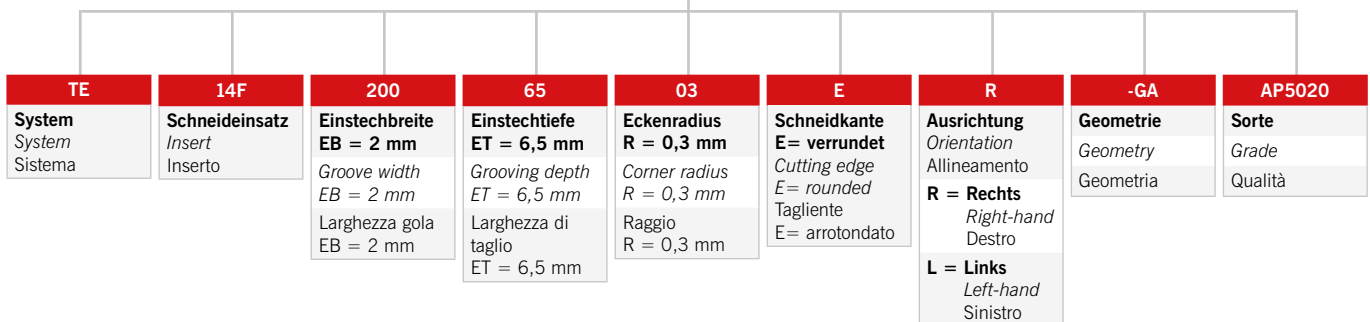 TE
System
System
Sistema
14F
Schneideinsatz
Insert
Inserto
200
Einstechbreite
EB = 2 mm
Groove width
EB = 2 mm
Larghezza gola
EB = 2 mm
65
Einstechtiefe
ET = 6,5 mm
Grooving depth
ET = 6,5 mm
Larghezza di
taglio
ET = 6,5 mm
03
Eckenradius
R = 0,3 mm
Corner radius
R = 0,3 mm
Raggio
R = 0,3 mm
E
Schneidkante
E= verrundet
Cutting edge
E= rounded
Tagliente
E= arrotondato
R
Ausrichtung
Orientation
Allineamento
R = Rechts
Right-hand
Destro
L = Links
Left-hand
Sinistro
-GA
Geometrie
Geometry
Geometria
AP5020
Sorte
Grade
Qualità